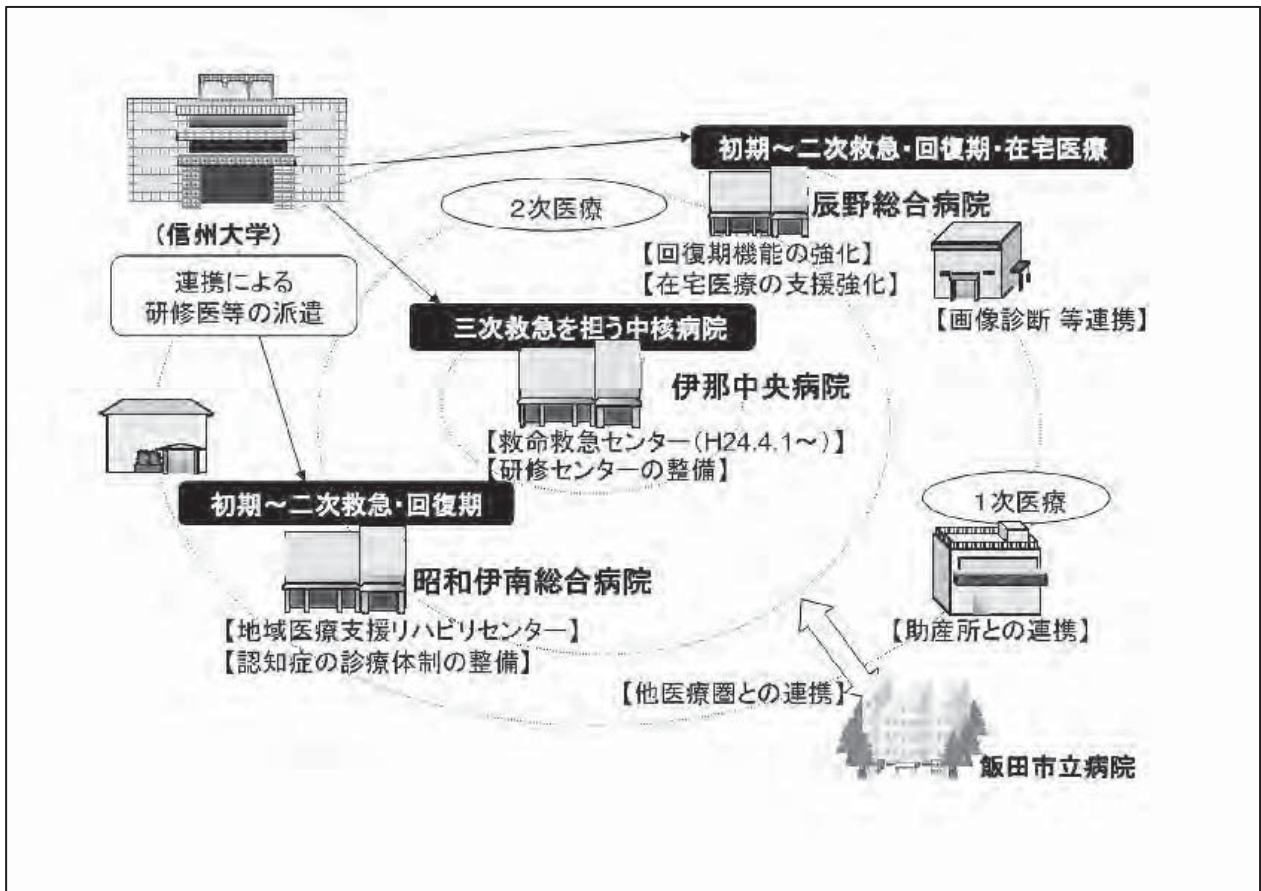 初期～二次救急・回復期・在宅医療
2次医療
辰野総合病院
(信州大学)
【回復期機能の強化】
【在宅医療の支援強化】
連携による
研修医等の派遣
【画像診断 等連携】
三次救急を担う中核病院
伊那中央病院
【救命救急センター(H24.4.1～)】
【研修センターの整備】
初期～二次救急・回復期
1次医療
昭和伊南総合病院
【地域医療支援リハビリセンター】
【認知症の診療体制の整備】
【助産所との連携】
【他医療圏との連携】
飯田市立病院